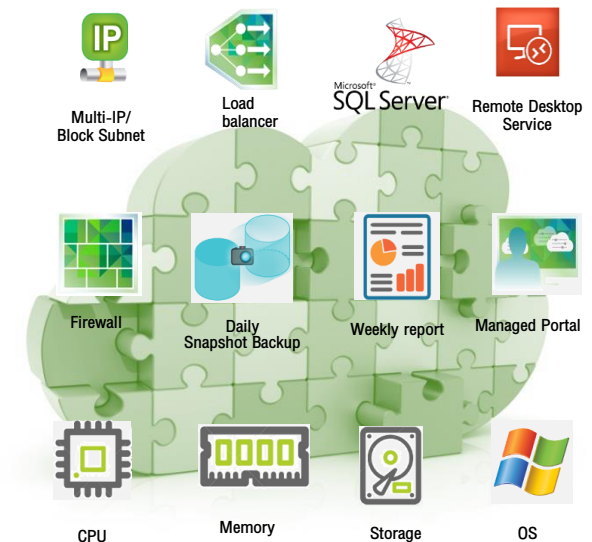 IP
Multi-IP/
Block Subnet
Load
balancer
Microsoft®
SQL Server®
Remote Desktop
Service
Firewall
Daily
Snapshot Backup
Weekly report
Managed Portal
CPU
Memory
Storage
OS